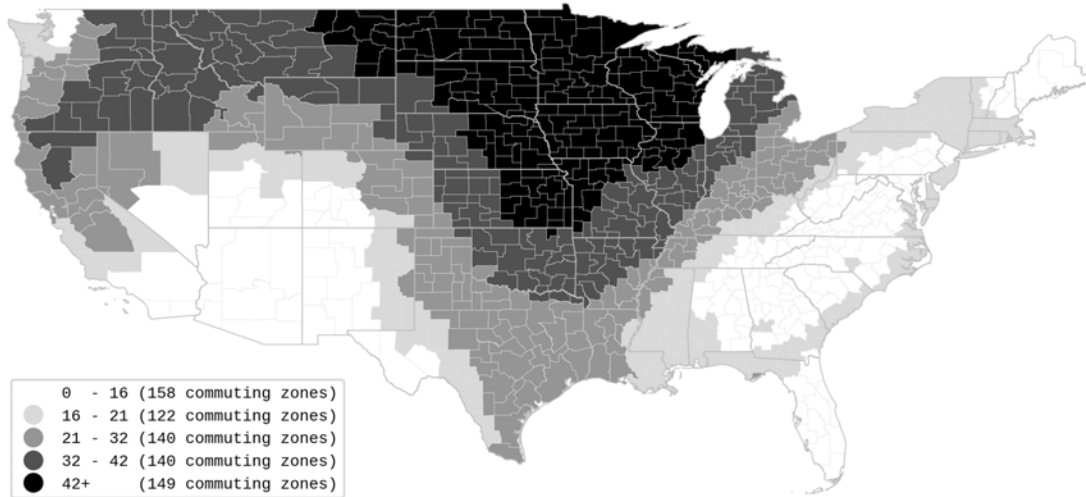 0 - 16 (158 commuting zones)
16 - 21 (122 commuting zones)
21 - 32 (140 commuting zones)
32 - 42 (140 commuting zones)
42+ (149 commuting zones)